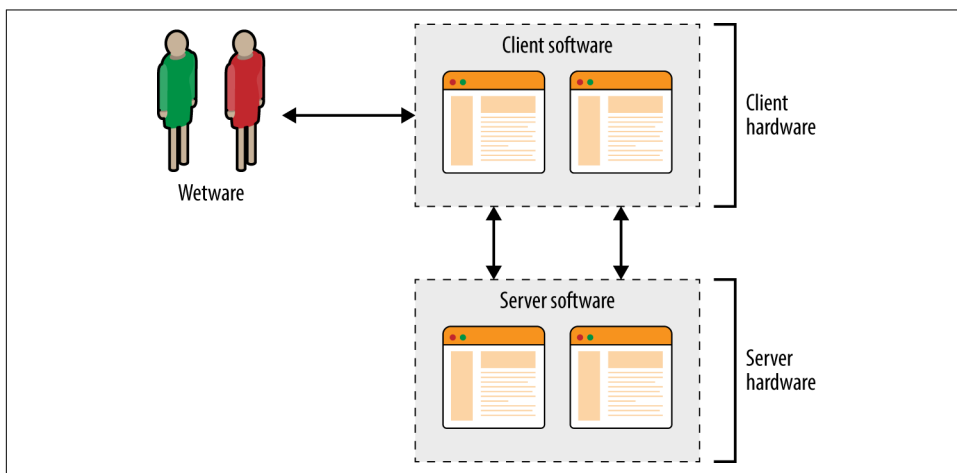 Client software
Client
hardware
Wetware
Server software
Server
hardware